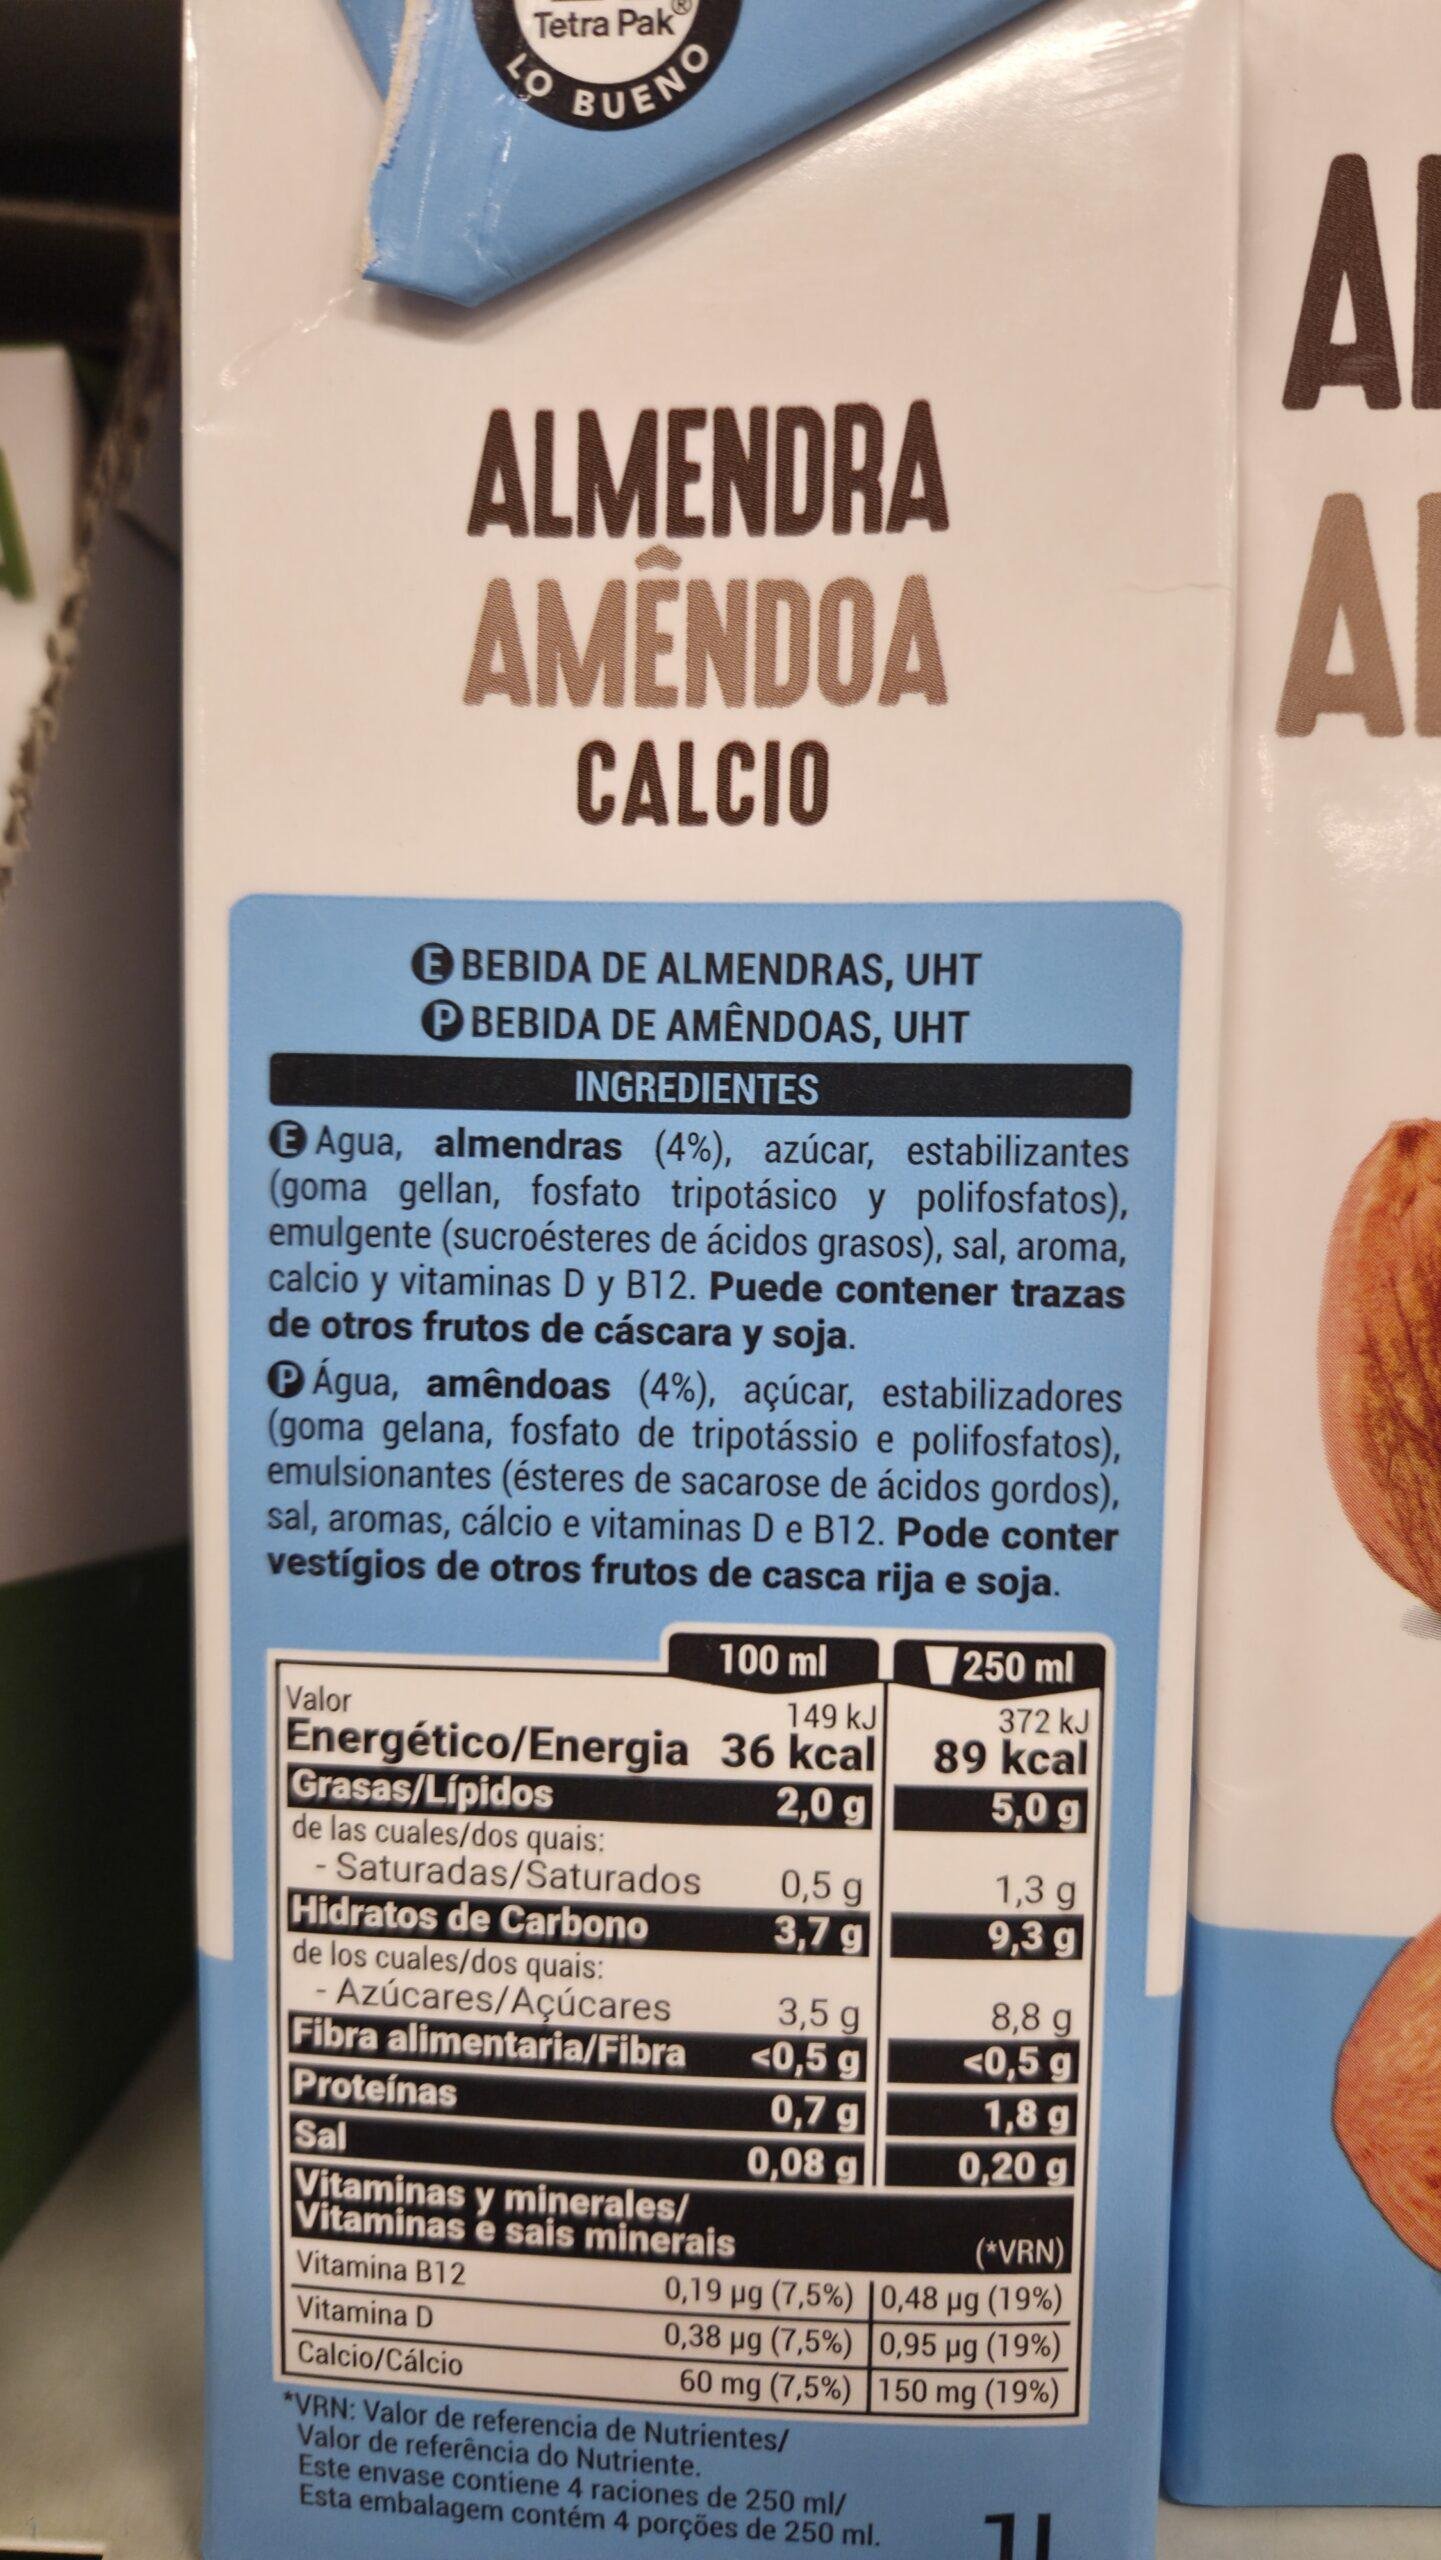 Tetra Pak®
LO BUENO
ALMENDRA
AMÊNDOA
CALCIO
E BEBIDA DE ALMENDRAS, UHT
P BEBIDA DE AMÊNDOAS, UHT
INGREDIENTES
E Agua, almendras (4%), azúcar, estabilizantes
(goma gellan, fosfato tripotásico y polifosfatos),
emulgente (sucroésteres de ácidos grasos), sal, aroma,
calcio y vitaminas D y B12. Puede contener trazas
de otros frutos de cáscara y soja.
P Água, amêndoas (4%), açúcar, estabilizadores
(goma gelana, fosfato de tripotássio e polifosfatos),
emulsionantes (ésteres de sacarose de ácidos gordos),
sal, aromas, cálcio e vitaminas D e B12. Pode conter
vestígios de otros frutos de casca rija e soja.
100 ml 250 ml
Valor 149 kJ 372 kJ
Energético/Energia 36 kcal 89 kcal
Grasas/Lípidos 2,0 g 5,0 g
de las cuales/dos quais:
- Saturadas/Saturados 0,5 g 1,3 g
Hidratos de Carbono 3,7 g 9,3 g
de los cuales/dos quais:
- Azúcares/Açúcares 3,5 g 8,8 g
Fibra alimentaria/Fibra <0,5 g <0,5 g
Proteínas 0,7 g 1,8 g
Sal 0,08 g 0,20 g
Vitaminas y minerales/
Vitaminas e sais minerais (*VRN)
Vitamina B12 0,19 µg (7,5%) 0,48 µg (19%)
Vitamina D 0,38 µg (7,5%) 0,95 µg (19%)
Calcio/Cálcio 60 mg (7,5%) 150 mg (19%)
*VRN: Valor de referencia de Nutrientes/
Valor de referência do Nutriente.
Este envase contiene 4 raciones de 250 ml/
Esta embalagem contém 4 porções de 250 ml.